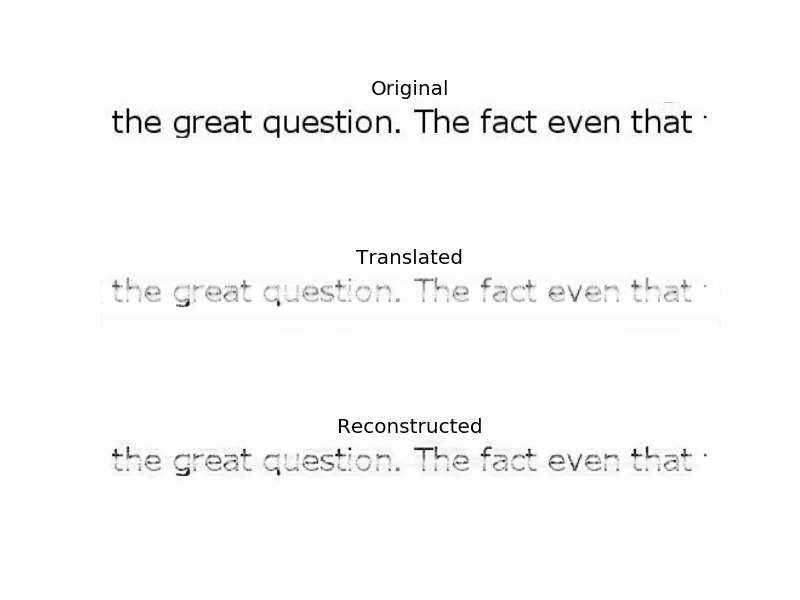 Original
the great question. The fact even that
Translated
the great question. The fact even that
Reconstructed
the great question. The fact even that